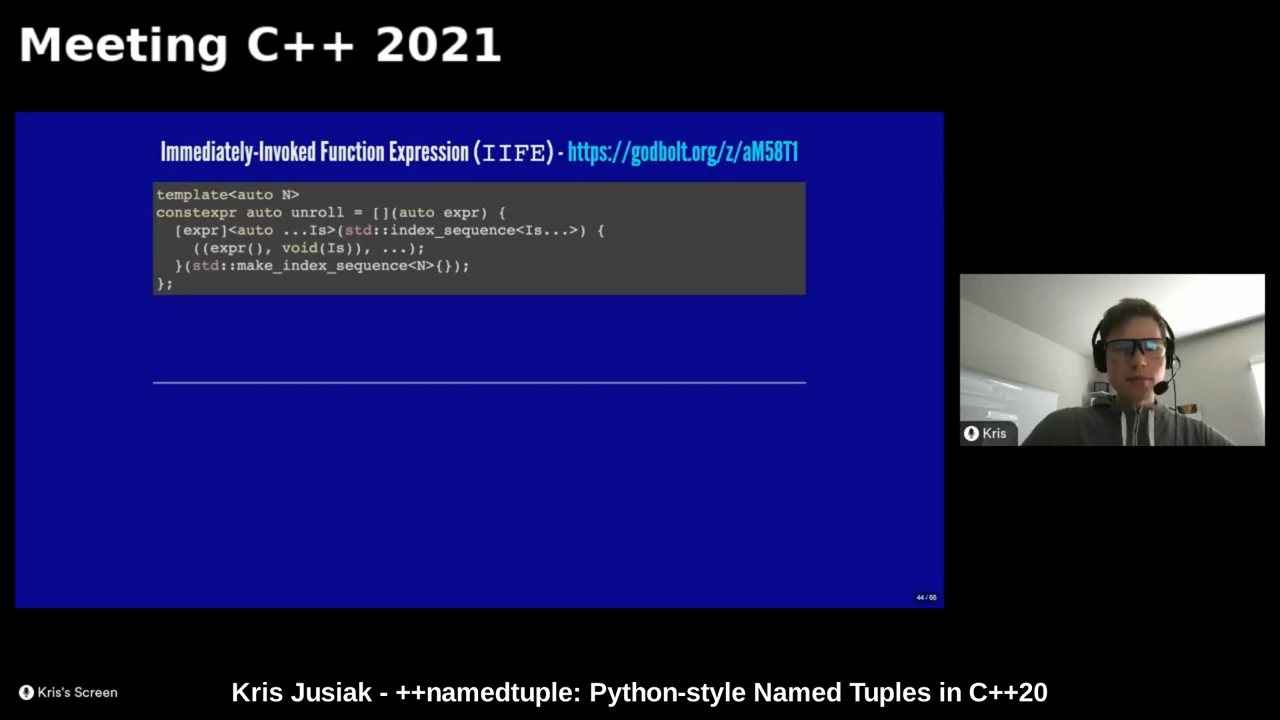 Meeting C++ 2021
Immediately-Invoked Function Expression (IIFE) - https://godbolt.org/z/aM58T1
template<auto N>
constexpr auto unroll = [](auto expr) {
  [expr]<auto ...Is>(std::index_sequence<Is...>) {
    ((expr(), void(Is)), ...);
  }(std::make_index_sequence<N>{});
};
44 / 65
Kris
Kris's Screen
Kris Jusiak - ++namedtuple: Python-style Named Tuples in C++20